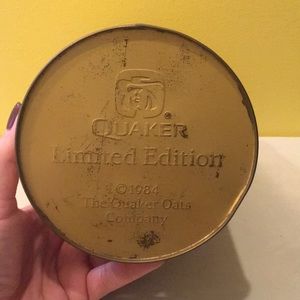 QUAKER®
Limited Edition
©1984
The Quaker Oats
Company